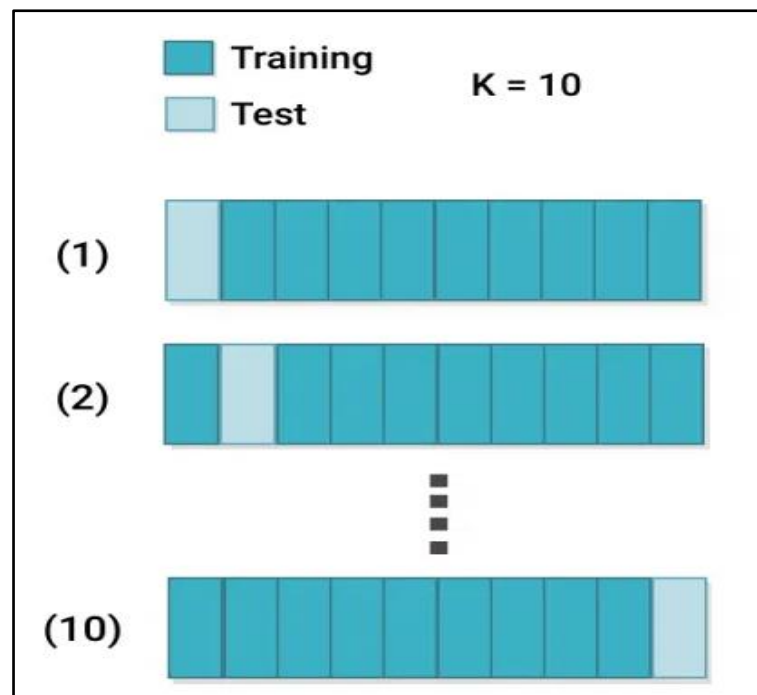 Training
K = 10
Test
(1)
(2)
(10)